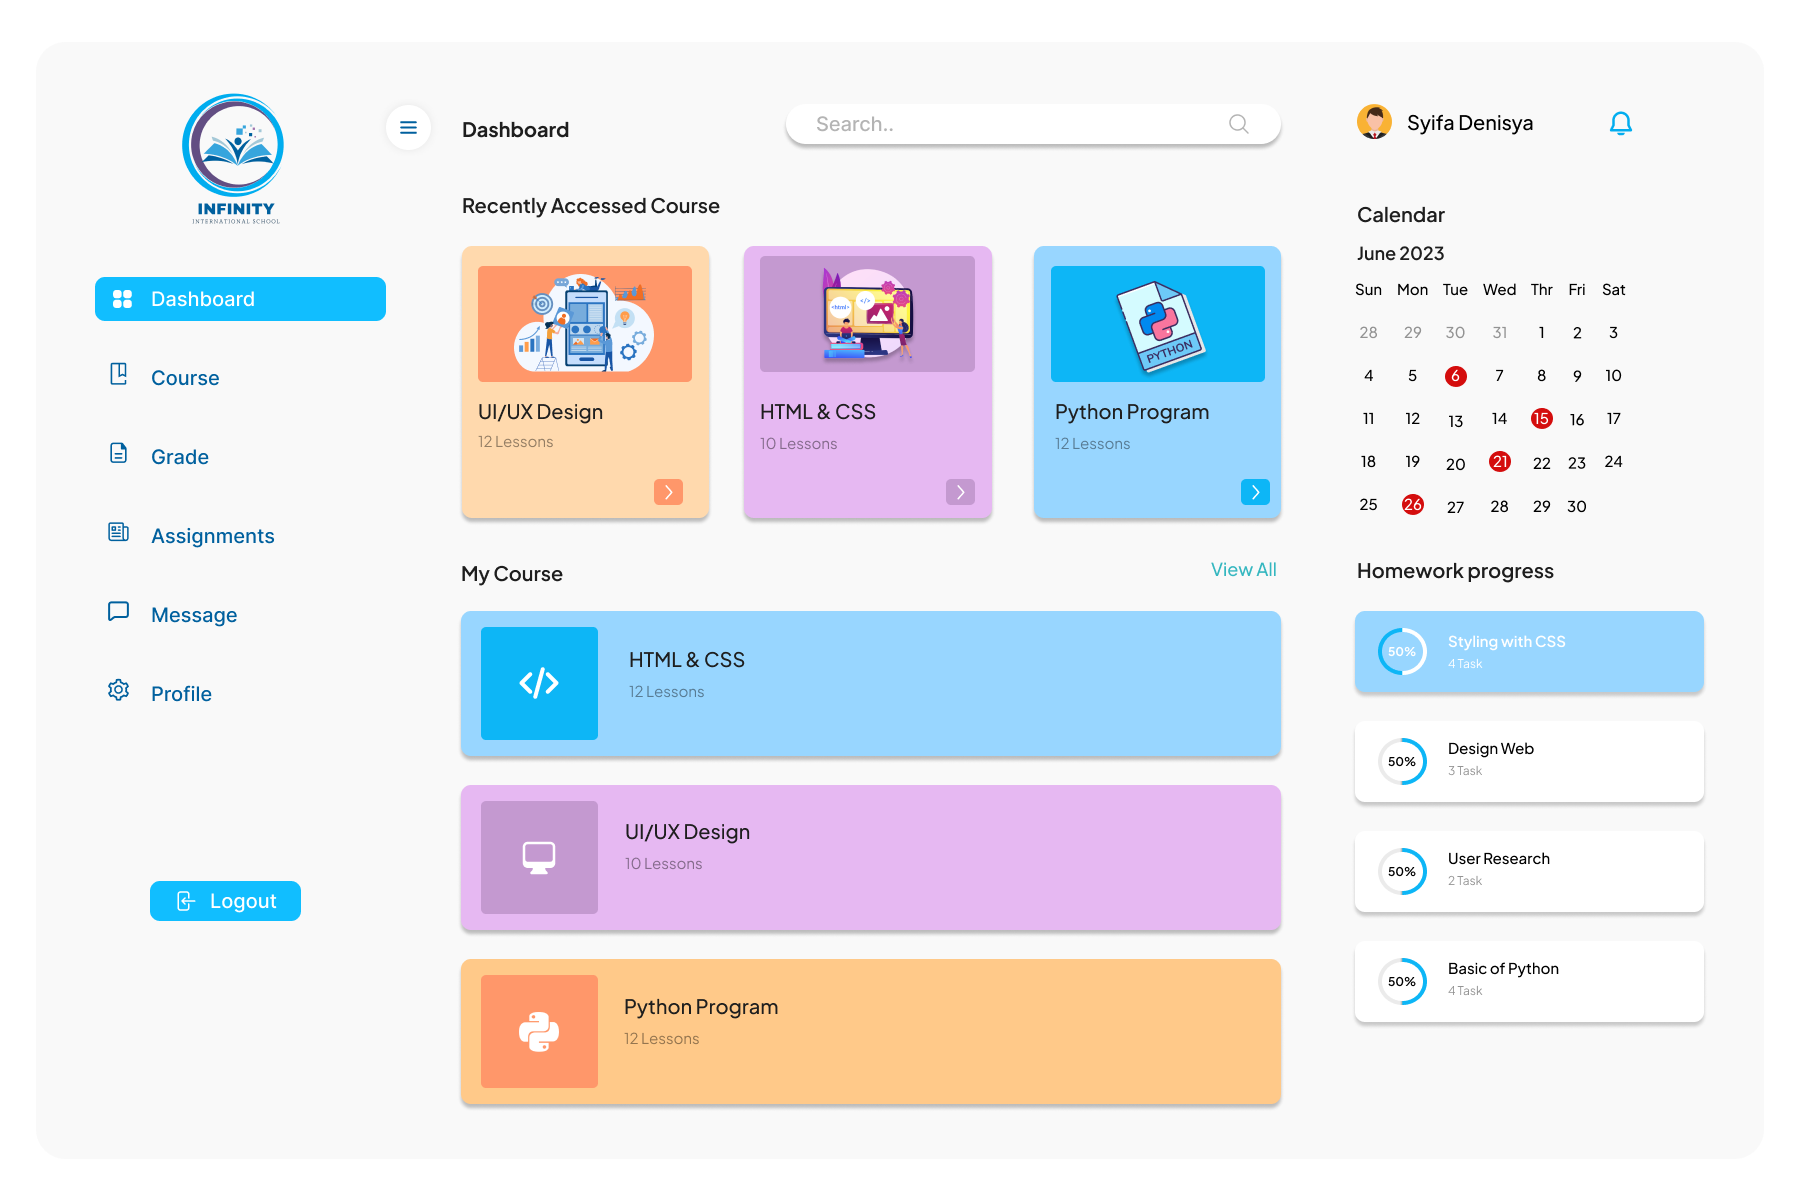 INFINITY
INTERNATIONAL SCHOOL
Dashboard
Course
Grade
Assignments
Message
Profile
Logout
Dashboard
Search..
Syifa Denisya
Recently Accessed Course
UI/UX Design
12 Lessons
<html>
</>
HTML & CSS
10 Lessons
PYTHON
Python Program
12 Lessons
My Course
View All
</>
HTML & CSS
12 Lessons
UI/UX Design
10 Lessons
Python Program
12 Lessons
Calendar
June 2023
Sun Mon Tue Wed Thr Fri Sat
28 29 30 31 1 2 3
4 5 6 7 8 9 10
11 12 13 14 15 16 17
18 19 20 21 22 23 24
25 26 27 28 29 30
Homework progress
50%
Styling with CSS
4 Task
50%
Design Web
3 Task
50%
User Research
2 Task
50%
Basic of Python
4 Task